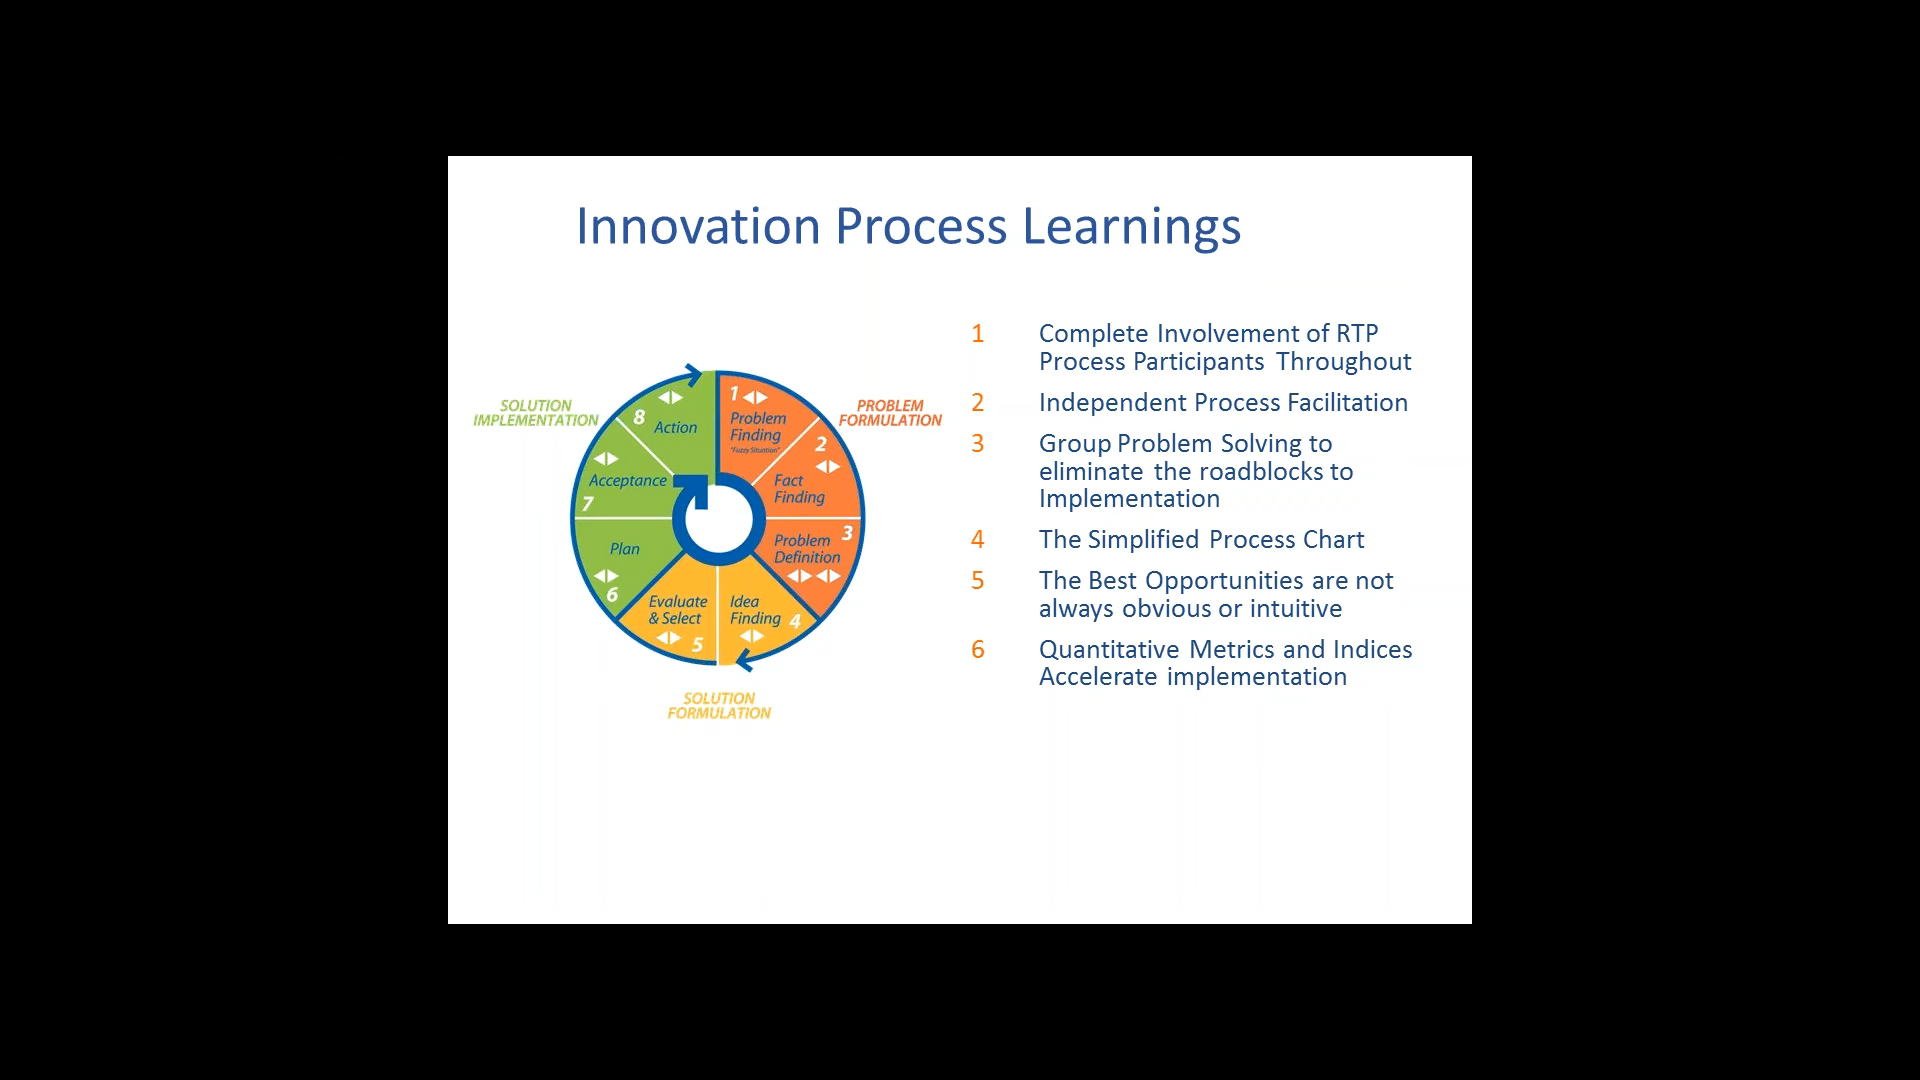 Innovation Process Learnings
SOLUTION
IMPLEMENTATION
PROBLEM
FORMULATION
1
Problem
Finding
"Fuzzy Situation"
2
Fact
Finding
3
Problem
Definition
Idea
Finding 4
Evaluate
& Select
5
Plan
6
Acceptance
7
8
Action
SOLUTION
FORMULATION
1 Complete Involvement of RTP
Process Participants Throughout
2 Independent Process Facilitation
3 Group Problem Solving to
eliminate the roadblocks to
Implementation
4 The Simplified Process Chart
5 The Best Opportunities are not
always obvious or intuitive
6 Quantitative Metrics and Indices
Accelerate implementation